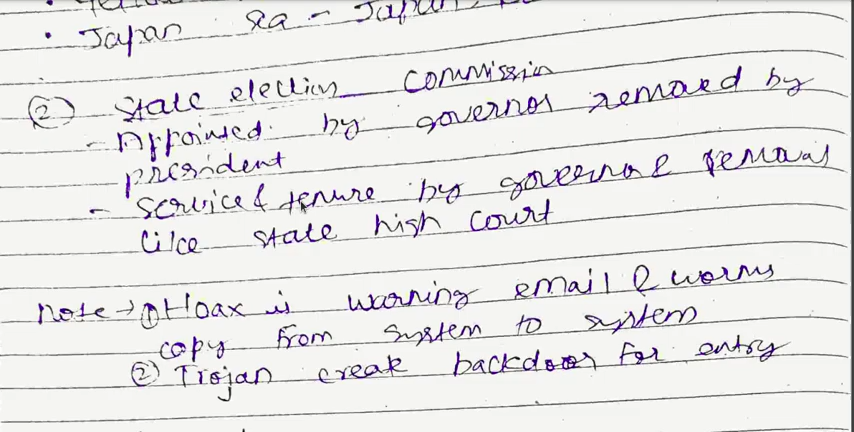 • Japan Ra - Japan
② State election Commission
- Appointed by governor removed by
president
- Service & tenure by governor & removal
like state high court
Note → ① Hoax is warning email & worms
copy from system to system
② Trojan creak backdoor for entry